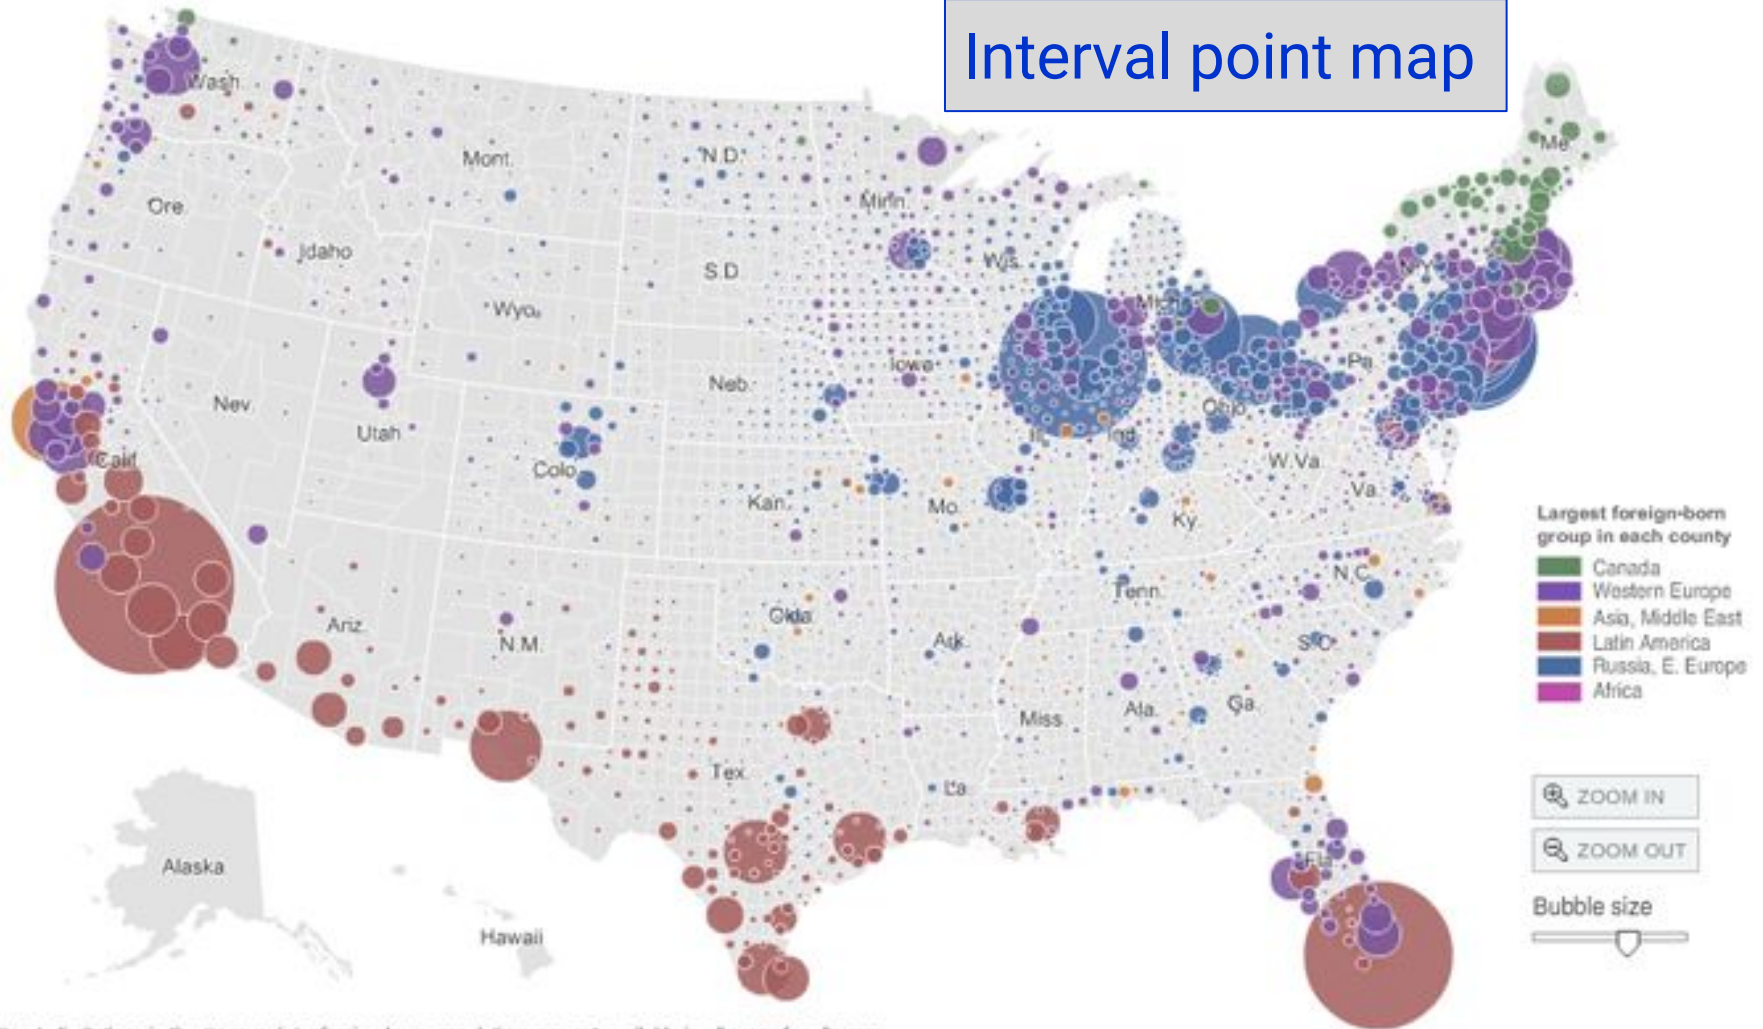 Interval point map
Wash.
Mont.
N.D.
Minn.
Me.
Ore.
Idaho
S.D.
Wis.
N.Y.
Wyo.
Mich.
Iowa
Pa.
Neb.
Nev.
Utah
Ohio
Ill.
Ind.
Calif.
Colo.
W.Va.
Kan.
Mo.
Va.
Ky.
N.C.
Tenn.
Ariz.
N.M.
Okla.
Ark.
S.C.
Miss.
Ala.
Ga.
Tex.
La.
Fla.
Alaska
Hawaii
Largest foreign-born
group in each county
Canada
Western Europe
Asia, Middle East
Latin America
Russia, E. Europe
Africa
ZOOM IN
ZOOM OUT
Bubble size